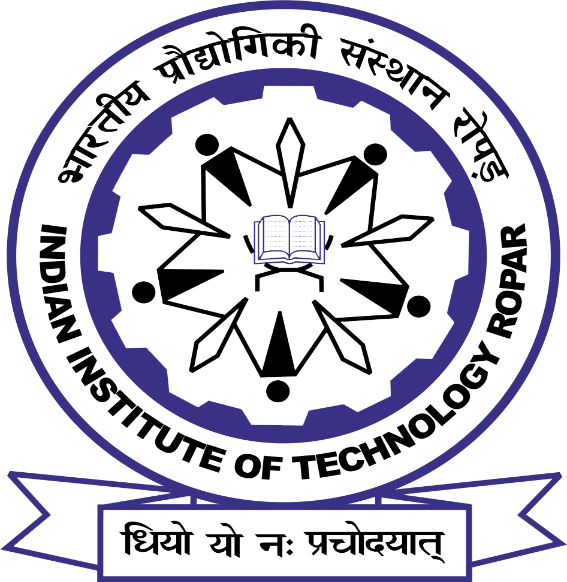 भारतीय प्रौद्योगिकी संस्थान रोपड़
INDIAN INSTITUTE OF TECHNOLOGY ROPAR
धियो यो नः प्रचोदयात्